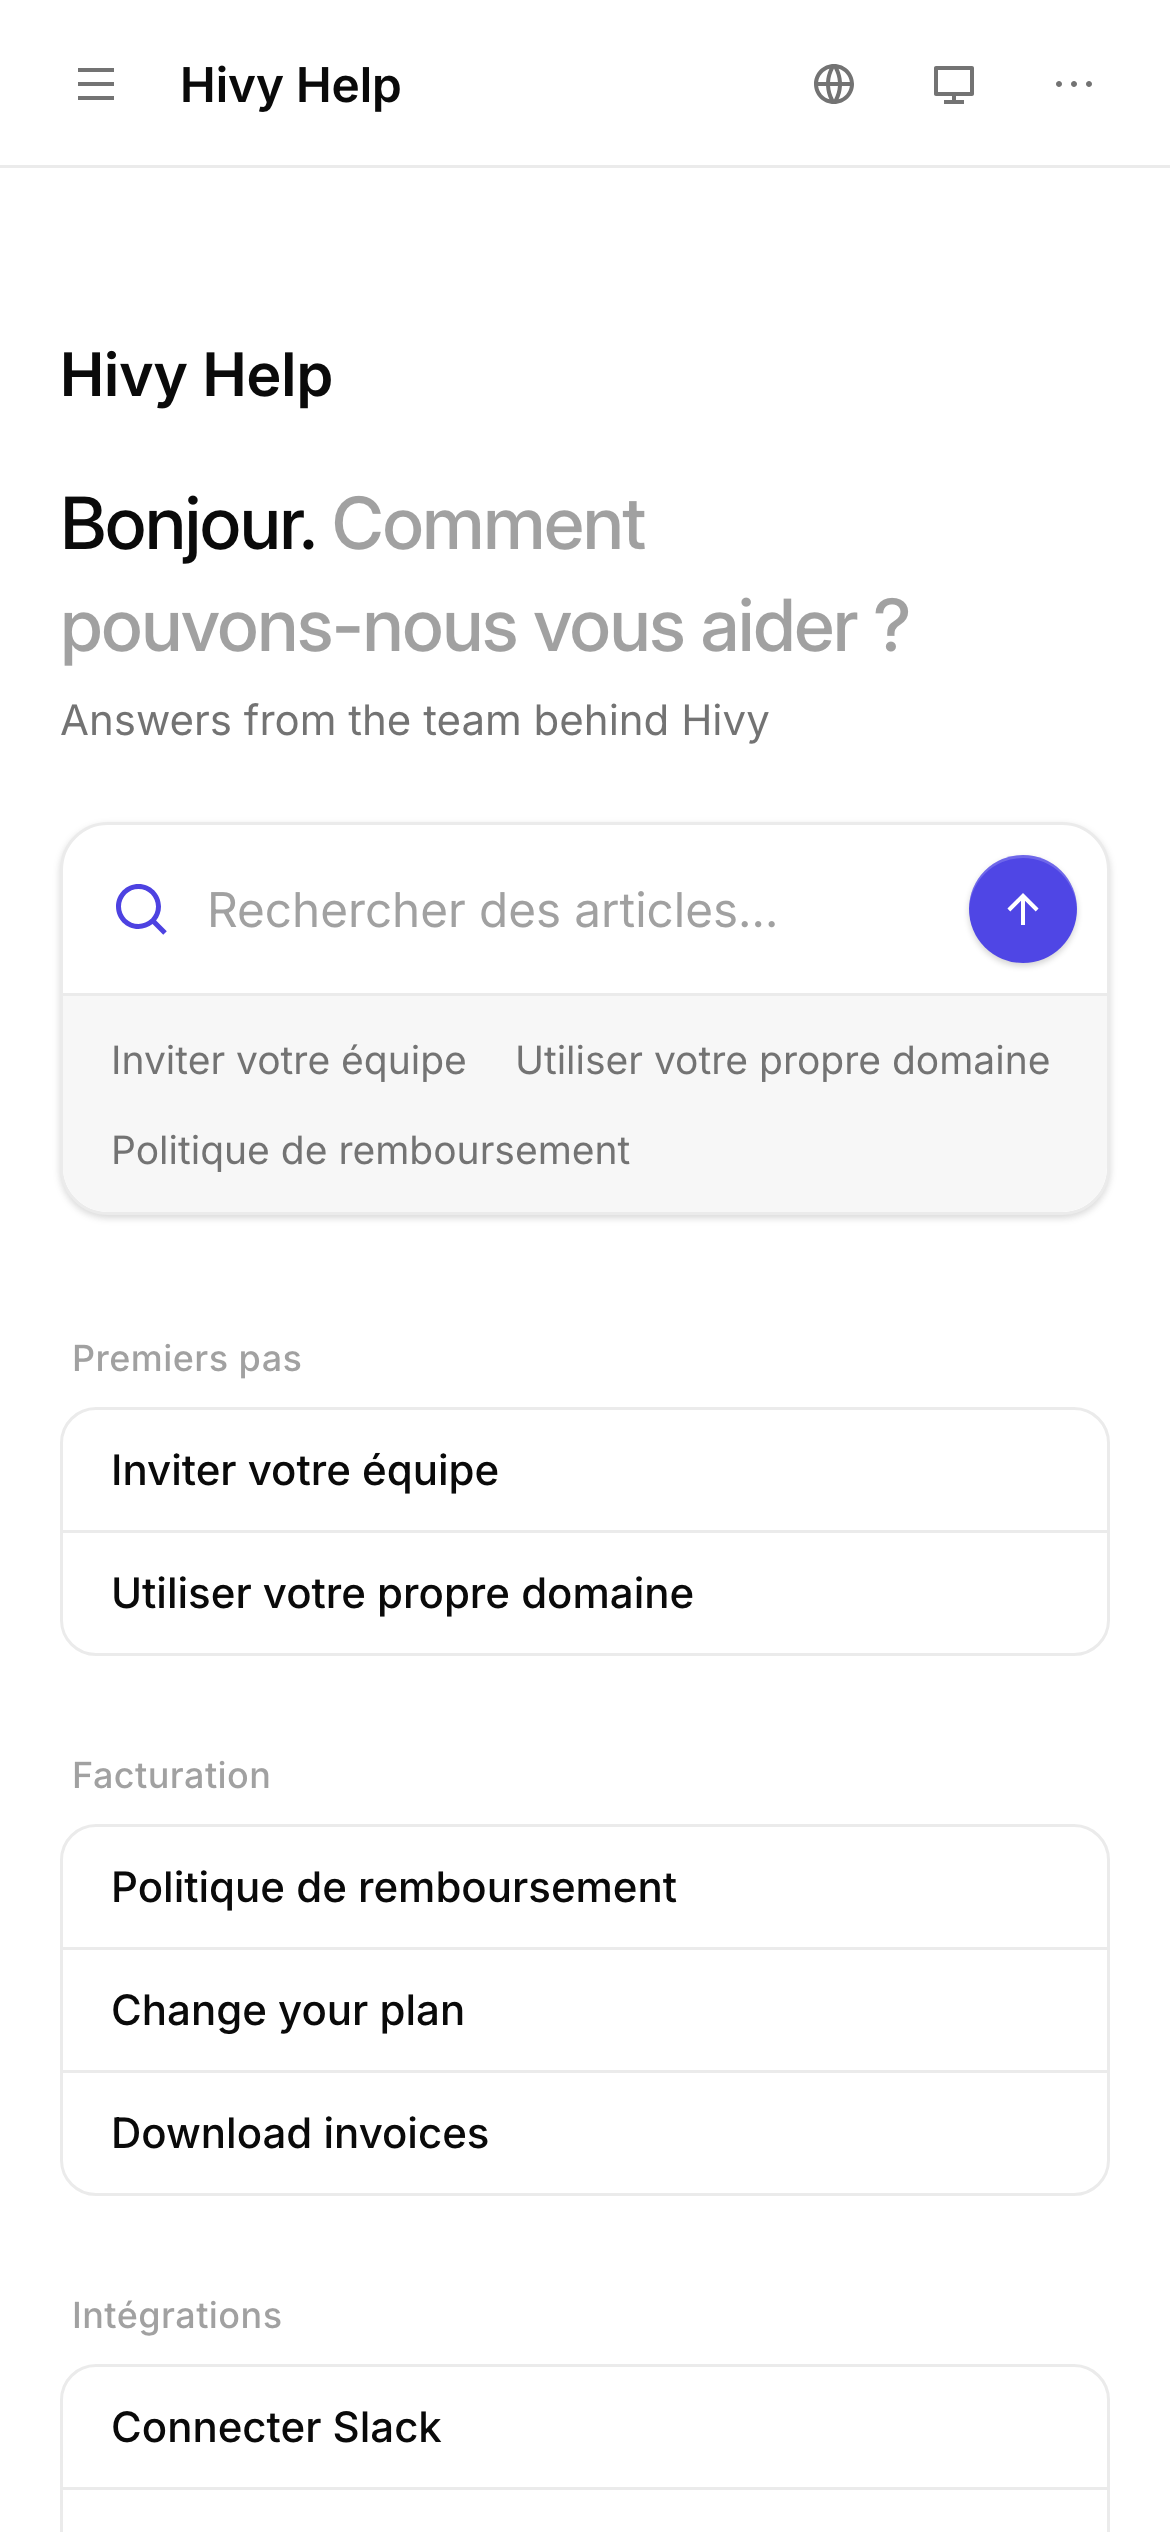 Hivy Help
Hivy Help
Bonjour. Comment
pouvons-nous vous aider ?
Answers from the team behind Hivy
Rechercher des articles...
Inviter votre équipe
Utiliser votre propre domaine
Politique de remboursement
Premiers pas
Inviter votre équipe
Utiliser votre propre domaine
Facturation
Politique de remboursement
Change your plan
Download invoices
Intégrations
Connecter Slack